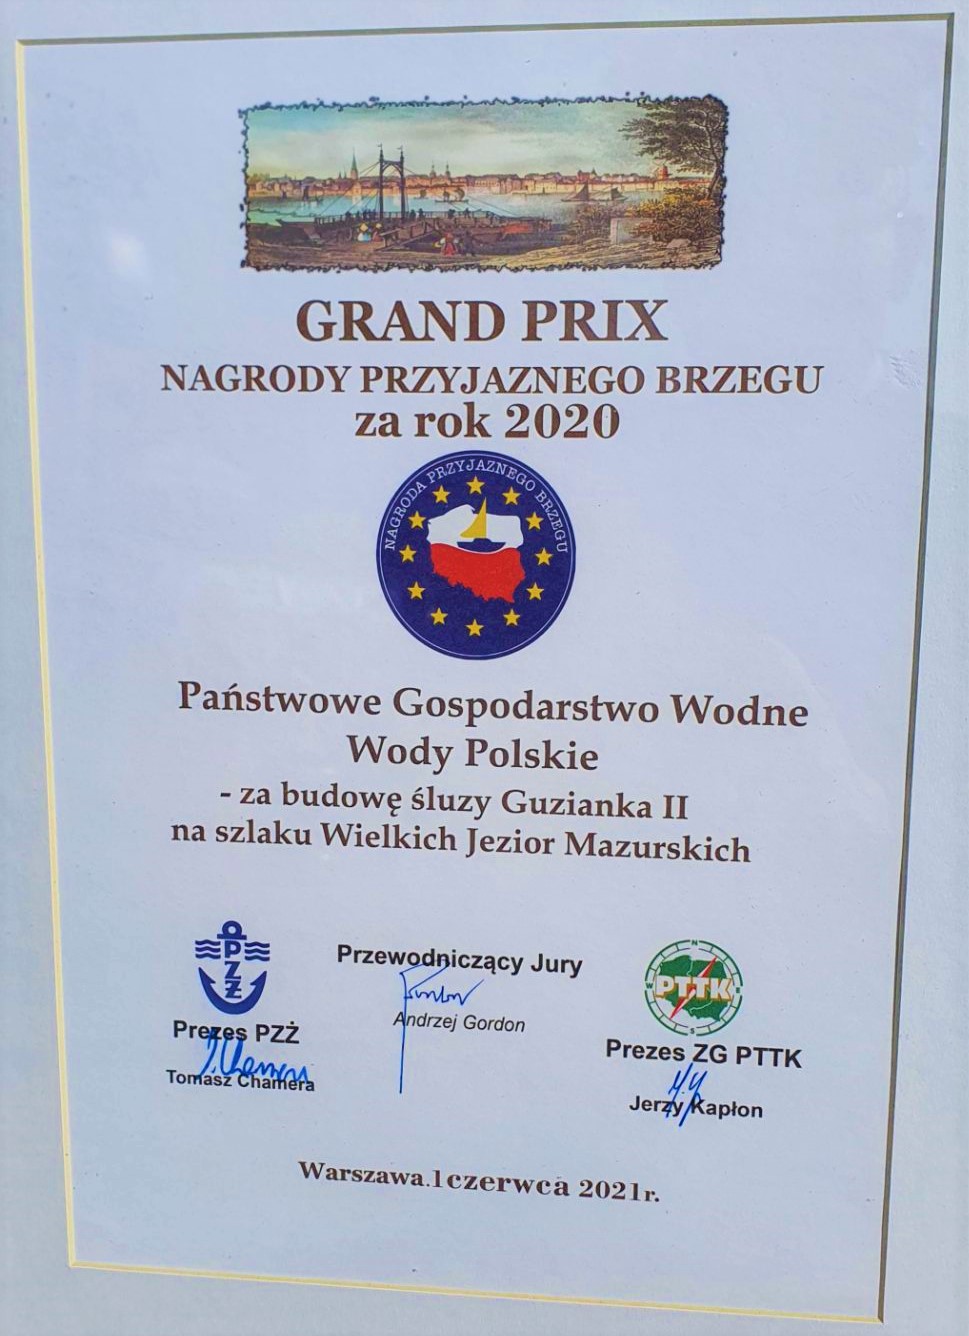 GRAND PRIX
NAGRODY PRZYJAZNEGO BRZEGU
za rok 2020
NAGRODA PRZYJAZNEGO BRZEGU
Państwowe Gospodarstwo Wodne
Wody Polskie
- za budowę śluzy Guzianka II
na szlaku Wielkich Jezior Mazurskich
PZŻ
Prezes PZŻ
Tomasz Chamera
Przewodniczący Jury
Andrzej Gordon
N
W
PTTK
E
S
Prezes ZG PTTK
Jerzy Kapłon
Warszawa.1czerwca 2021r.